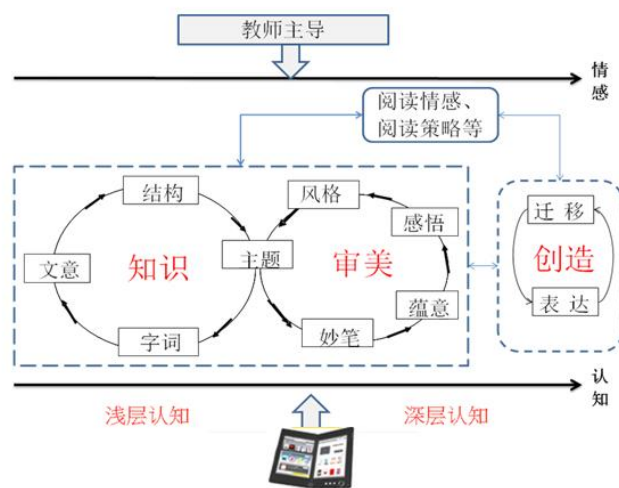 教师主导
情感
阅读情感、
阅读策略等
结构
风格
感悟
迁移
文意
知识
主题
审美
创造
蕴意
表达
字词
妙笔
认知
浅层认知
深层认知